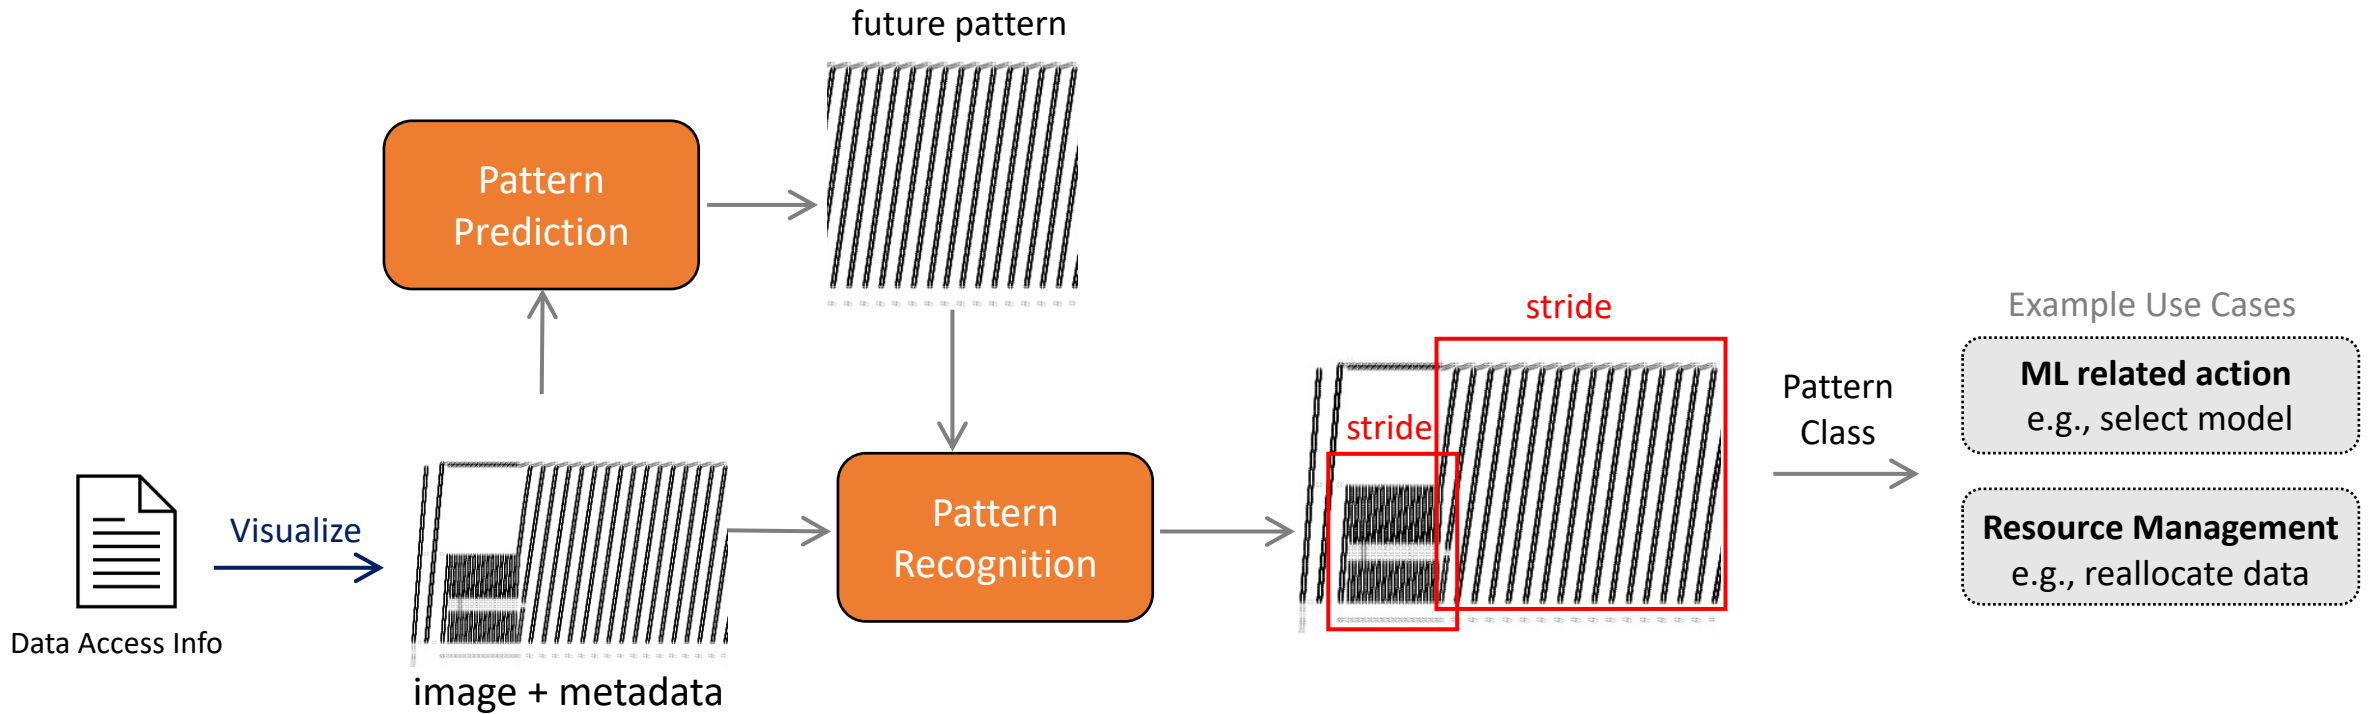 future pattern
Pattern
Prediction
stride
Example Use Cases
ML related action
e.g., select model
Pattern
Class
stride
Pattern
Recognition
Visualize
Resource Management
e.g., reallocate data
Data Access Info
image + metadata